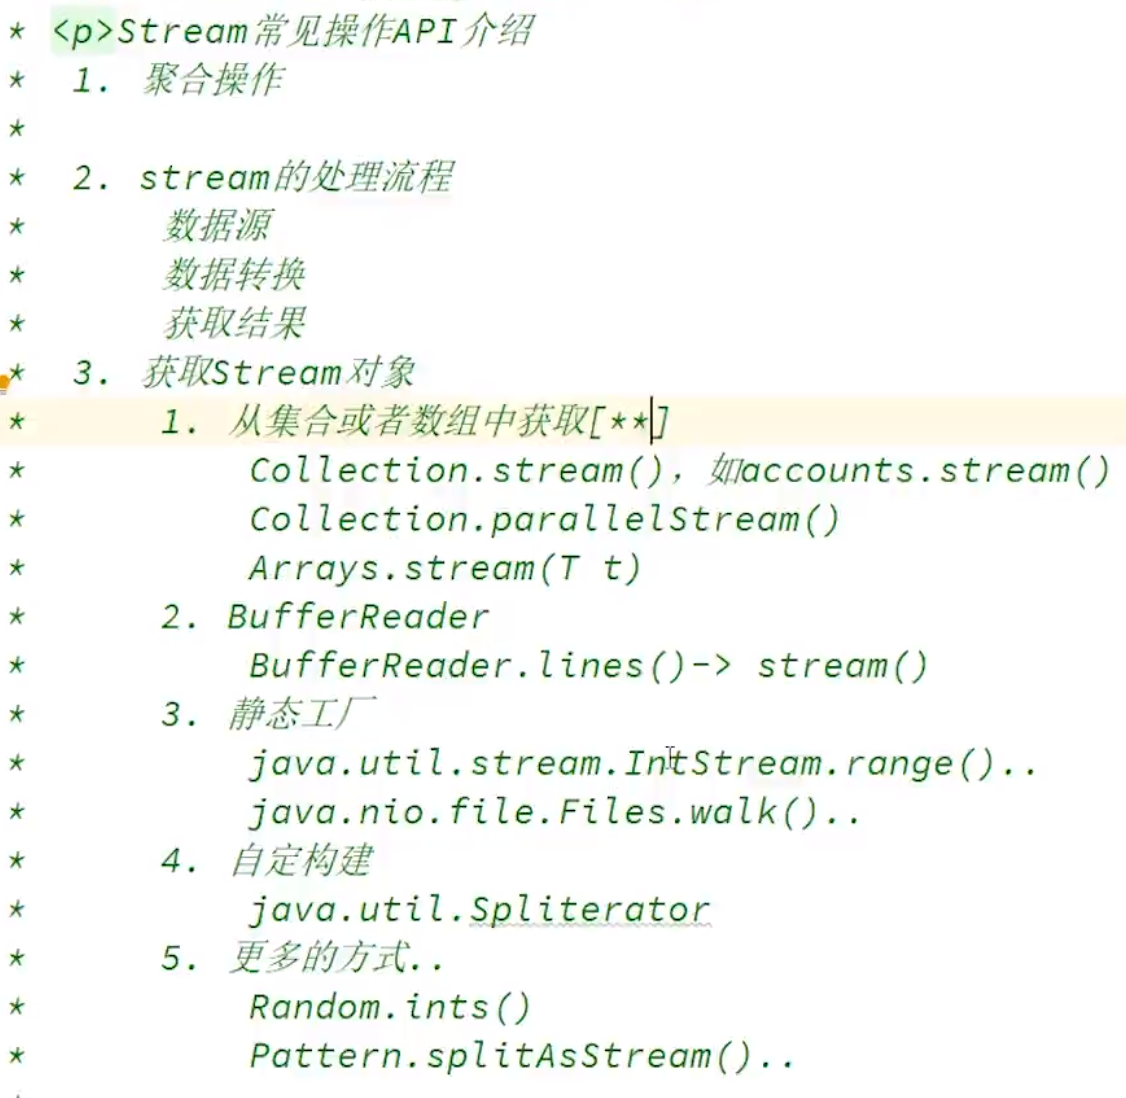 * <p>Stream常见操作API介绍
* 1. 聚合操作
*
* 2. stream的处理流程
* 数据源
* 数据转换
* 获取结果
* 3. 获取Stream对象
* 1. 从集合或者数组中获取[**]
* Collection.stream(), 如accounts.stream()
* Collection.parallelStream()
* Arrays.stream(T t)
* 2. BufferReader
* BufferReader.lines()-> stream()
* 3. 静态工厂
* java.util.stream.IntStream.range()..
* java.nio.file.Files.walk()..
* 4. 自定构建
* java.util.Spliterator
* 5. 更多的方式..
* Random.ints()
* Pattern.splitAsStream()..